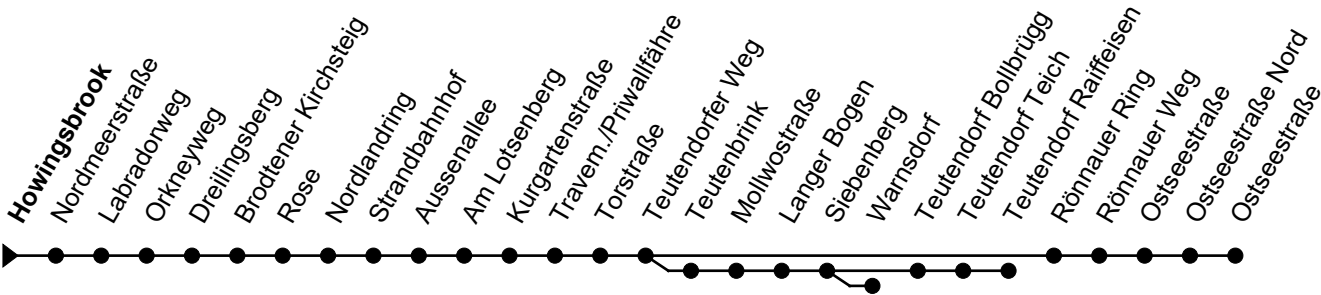 Howingsbrook
Nordmeerstraße
Labradorweg
Orkneyweg
Dreilingsberg
Brodtener Kirchsteig
Rose
Nordlandring
Strandbahnhof
Aussenallee
Am Lotsenberg
Kurgartenstraße
Travem./Priwallfähre
Torstraße
Teutendorfer Weg
Teutenbrink
Mollwostraße
Langer Bogen
Siebenberg
Warnsdorf
Teutendorf Bollbrügg
Teutendorf Teich
Teutendorf Raiffeisen
Rönnauer Ring
Rönnauer Weg
Ostseestraße
Ostseestraße Nord
Ostseestraße